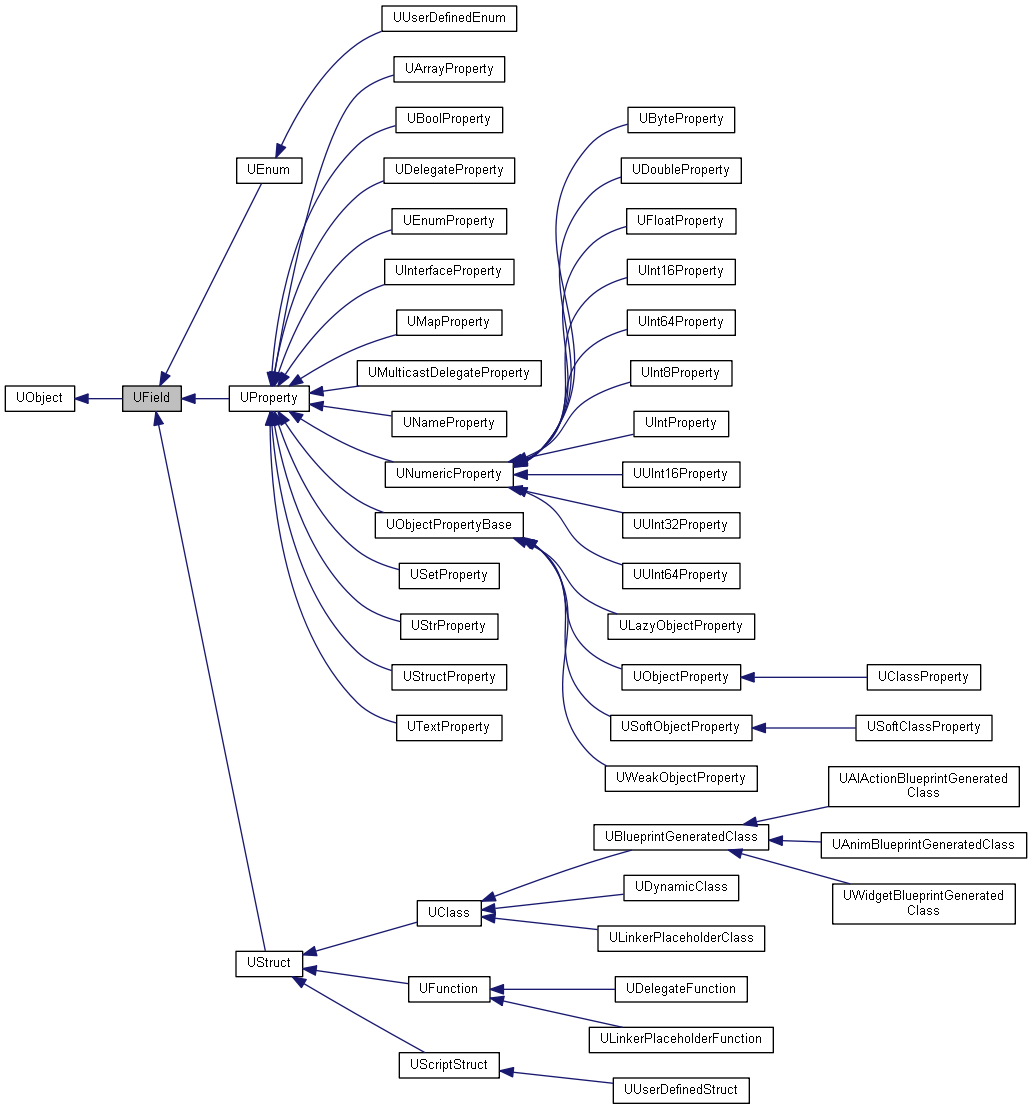 UUserDefinedEnum
UArrayProperty
UBoolProperty
UByteProperty
UEnum
UDelegateProperty
UDoubleProperty
UEnumProperty
UFloatProperty
UInterfaceProperty
UInt16Property
UMapProperty
UInt64Property
UMulticastDelegateProperty
UInt8Property
UObject
UField
UProperty
UNameProperty
UIntProperty
UNumericProperty
UUInt16Property
UObjectPropertyBase
UUInt32Property
USetProperty
UUInt64Property
UStrProperty
ULazyObjectProperty
UStructProperty
UObjectProperty
UClassProperty
UTextProperty
USoftObjectProperty
USoftClassProperty
UWeakObjectProperty
UAIActionBlueprintGenerated
Class
UBlueprintGeneratedClass
UAnimBlueprintGeneratedClass
UDynamicClass
UWidgetBlueprintGenerated
Class
UClass
ULinkerPlaceholderClass
UStruct
UFunction
UDelegateFunction
ULinkerPlaceholderFunction
UScriptStruct
UUserDefinedStruct